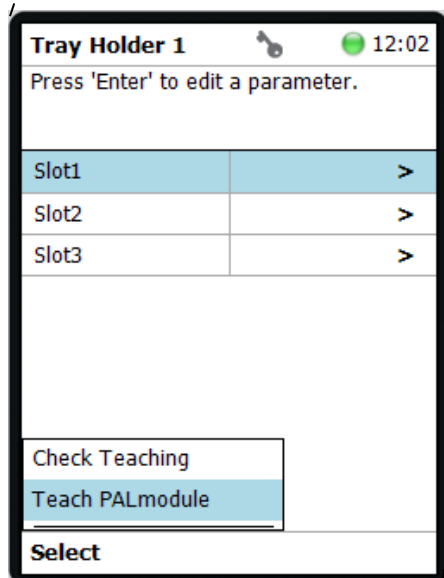 Tray Holder 1 12:02
Press 'Enter' to edit a parameter.
Slot1 >
Slot2 >
Slot3 >
Check Teaching
Teach PALmodule
Select